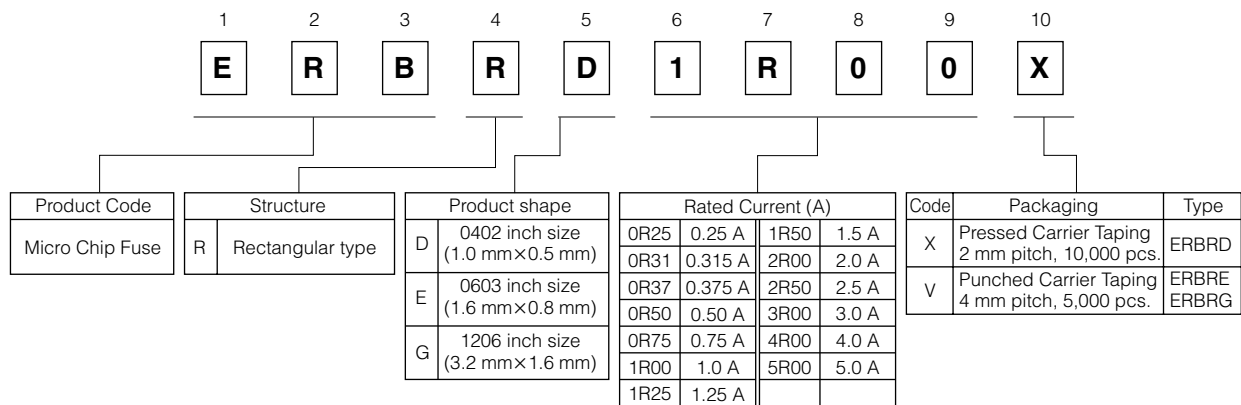 1 2 3 4 5 6 7 8 9 10
E R B R D 1 R 0 0 X
Product Code
Micro Chip Fuse
Structure
R Rectangular type
Product shape
D 0402 inch size
(1.0 mm×0.5 mm)
E 0603 inch size
(1.6 mm×0.8 mm)
G 1206 inch size
(3.2 mm×1.6 mm)
Rated Current (A)
0R25 0.25 A 1R50 1.5 A
0R31 0.315 A 2R00 2.0 A
0R37 0.375 A 2R50 2.5 A
0R50 0.50 A 3R00 3.0 A
0R75 0.75 A 4R00 4.0 A
1R00 1.0 A 5R00 5.0 A
1R25 1.25 A
Code Packaging Type
X Pressed Carrier Taping ERBRD
2 mm pitch, 10,000 pcs.
V Punched Carrier Taping ERBRE
4 mm pitch, 5,000 pcs. ERBRG